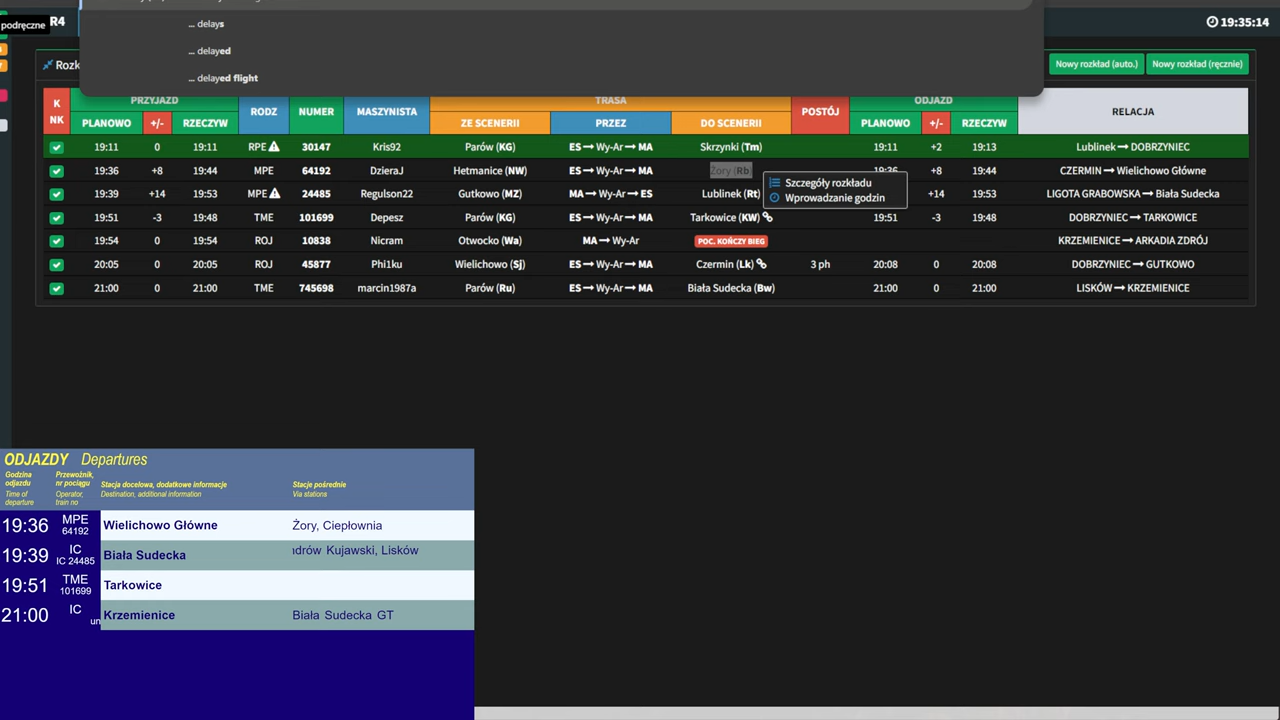 podręczne
R4
... delays
... delayed
... delayed flight
19:35:14
Rozk
Nowy rozkład (auto.) Nowy rozkład (ręcznie)
K NK PRZYJAZD RODZ NUMER MASZYNISTA TRASA POSTÓJ ODJAZD RELACJA
PLANOWO +/- RZECZYW ZE SCENERII PRZEZ DO SCENERII PLANOWO +/- RZECZYW
19:11 0 19:11 RPE 30147 Kris92 Parów (KG) ES → Wy-Ar → MA Skrzynki (Tm) 19:11 +2 19:13 Lublinek → DOBRZYNIEC
19:36 +8 19:44 MPE 64192 DzieraJ Hetmanice (NW) ES → Wy-Ar → MA Żory (Rb) 19:36 +8 19:44 CZERMIN → Wielichowo Główne
Szczegóły rozkładu
Wprowadzanie godzin
19:39 +14 19:53 MPE 24485 Regulson22 Gutkowo (MZ) MA → Wy-Ar → ES Lublinek (Rt) +14 19:53 LIGOTA GRABOWSKA → Biała Sudecka
19:51 -3 19:48 TME 101699 Depesz Parów (KG) ES → Wy-Ar → MA Tarkowice (KW) 19:51 -3 19:48 DOBRZYNIEC → TARKOWICE
19:54 0 19:54 ROJ 10838 Nicram Otwocko (Wa) MA → Wy-Ar POC. KOŃCZY BIEG KRZEMIENICE → ARKADIA ZDRÓJ
20:05 0 20:05 ROJ 45877 Phi1ku Wielichowo (Sj) ES → Wy-Ar → MA Czermin (Lk) 3 ph 20:08 0 20:08 DOBRZYNIEC → GUTKOWO
21:00 0 21:00 TME 745698 marcin1987a Parów (Ru) ES → Wy-Ar → MA Biała Sudecka (Bw) 21:00 0 21:00 LISKÓW → KRZEMIENICE
ODJAZDY Departures
Godzina odjazdu Przewoźnik, nr pociągu Stacja docelowa, dodatkowe informacje Stacje pośrednie
Time of departure Operator, train no Destination, additional information Via stations
19:36 MPE 64192 Wielichowo Główne Żory, Ciepłownia
19:39 IC IC 24485 Biała Sudecka drów Kujawski, Lisków
19:51 TME 101699 Tarkowice
21:00 IC un Krzemienice Biała Sudecka GT